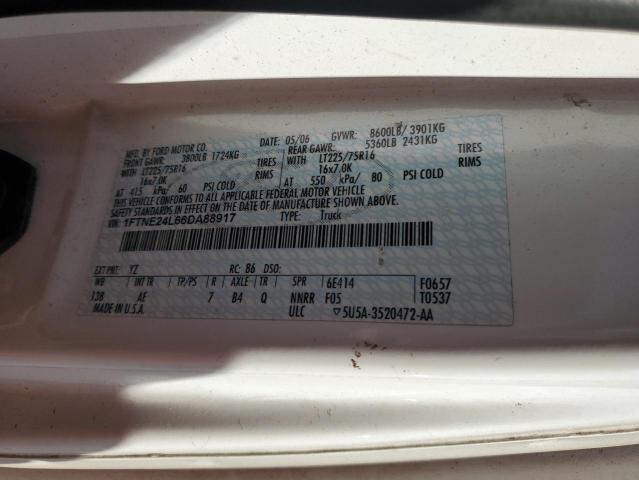 MFD. BY FORD MOTOR CO.
DATE: 05/06 GVWR: 8600LB/ 3901KG
FRONT GAWR: 3800LB 1724KG
REAR GAWR: 5360LB 2431KG
WITH LT225/75R16 TIRES
WITH LT225/75R16 TIRES
16x7.0K RIMS
16x7.0K RIMS
AT 415 kPa/ 60 PSI COLD
AT 550 kPa/ 80 PSI COLD
THIS VEHICLE CONFORMS TO ALL APPLICABLE FEDERAL MOTOR VEHICLE
SAFETY AND THEFT PREVENTION STANDARDS IN EFFECT ON THE DATE OF MANUFACTURE SHOWN ABOVE.
VIN: 1FTNE24L66DA88917
TYPE: Truck
EXT PNT: YZ RC: 86 DSO:
WB INT TR TP/PS R AXLE TR SPR 6E414 F0657
138 AE 7 B4 Q NNRR F05 T0537
MADE IN U.S.A. ULC ▽5U5A-3520472-AA